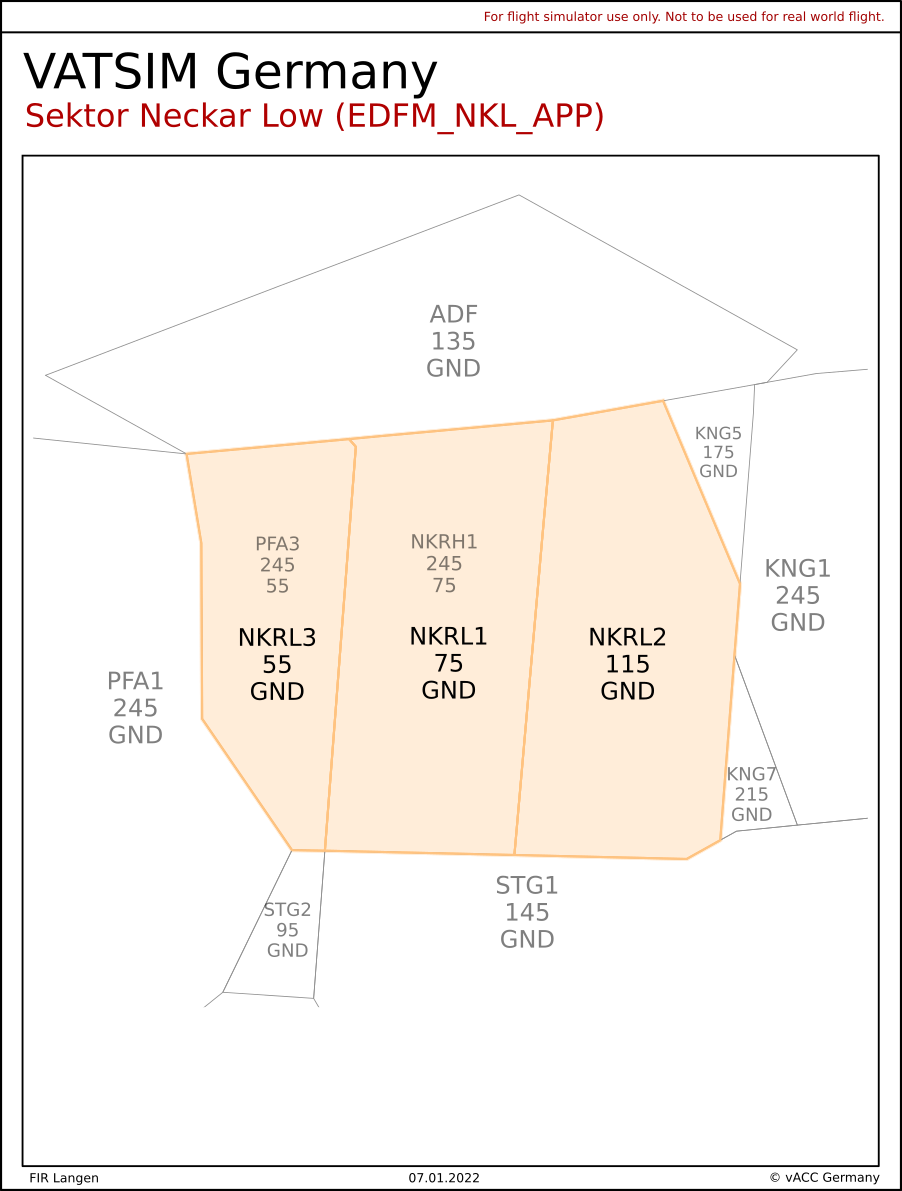 For flight simulator use only. Not to be used for real world flight.
VATSIM Germany
Sektor Neckar Low (EDFM_NKL_APP)
ADF
135
GND
KNG5
175
GND
PFA3
245
55
NKRH1
245
75
KNG1
245
GND
NKRL3
55
GND
NKRL1
75
GND
NKRL2
115
GND
PFA1
245
GND
KNG7
215
GND
STG1
145
GND
STG2
95
GND
FIR Langen
07.01.2022
© vACC Germany